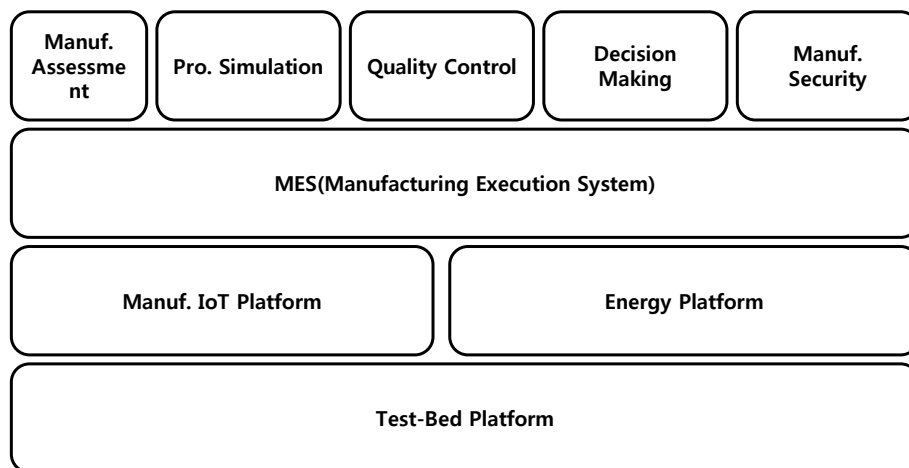 Manuf.
Assessme
nt
Pro. Simulation
Quality Control
Decision
Making
Manuf.
Security
MES(Manufacturing Execution System)
Manuf. IoT Platform
Energy Platform
Test-Bed Platform